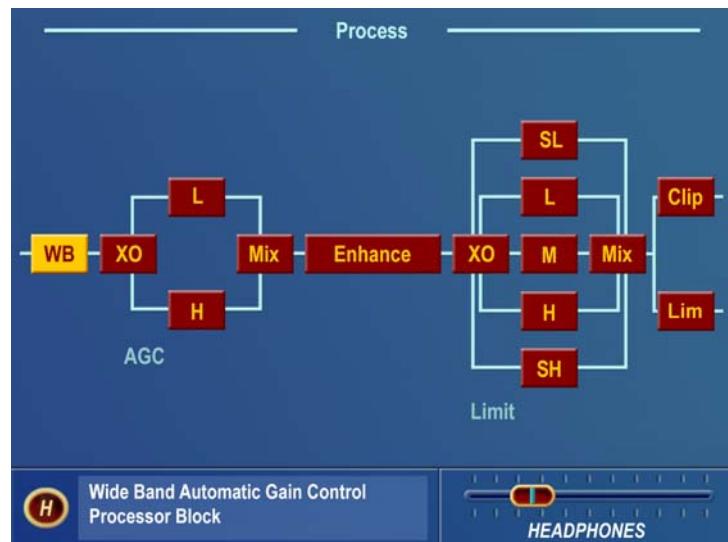 Process
SL
L
L
Clip
WB
XO
Mix
Enhance
XO
M
Mix
H
H
Lim
AGC
SH
Limit
H
Wide Band Automatic Gain Control
Processor Block
HEADPHONES